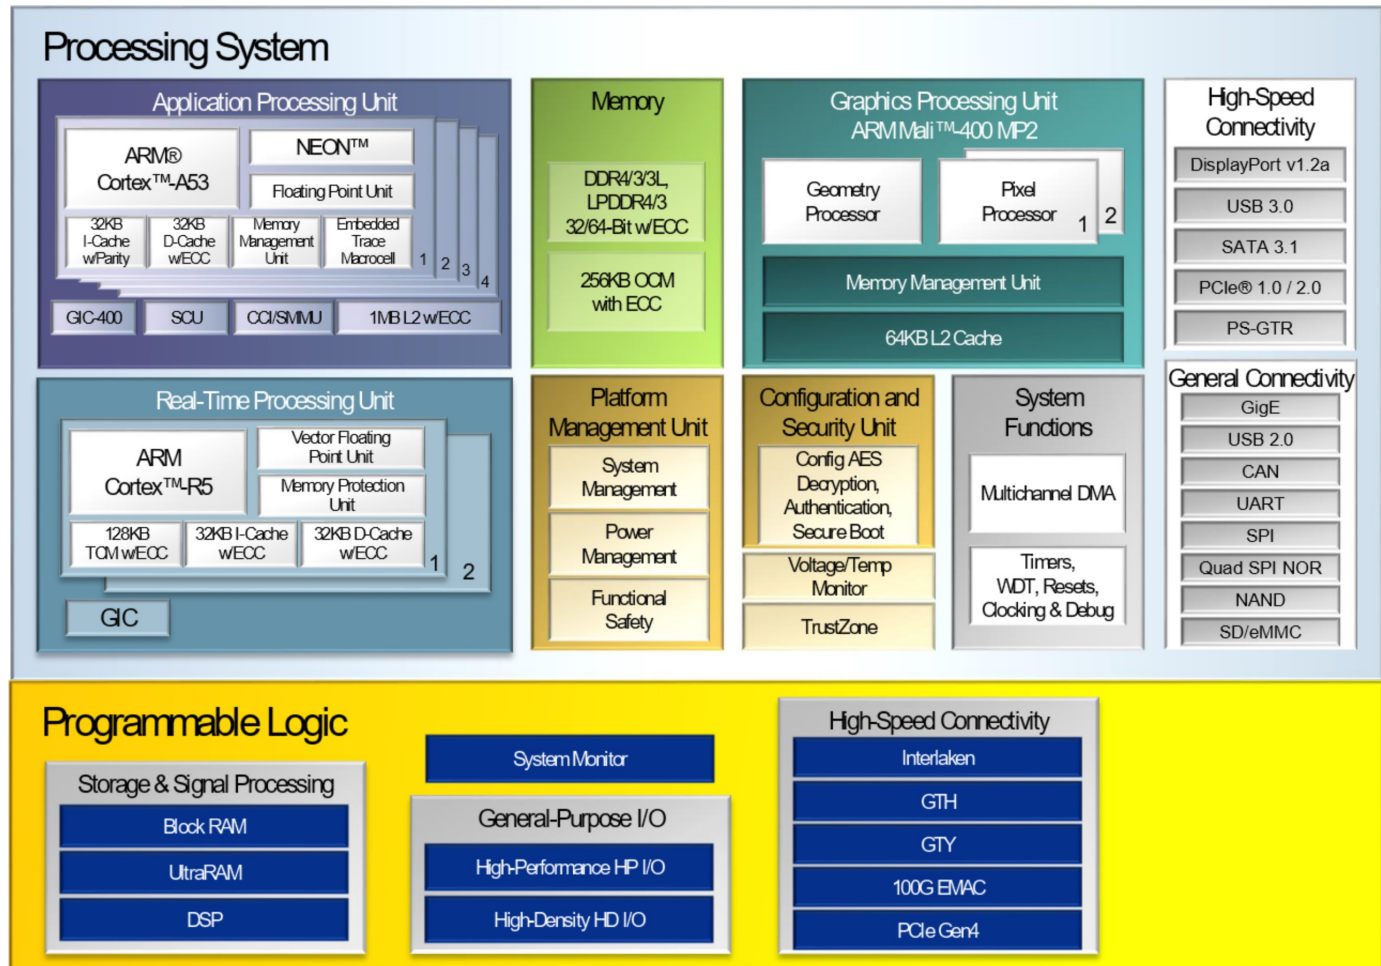 Processing System
Application Processing Unit
ARM®
Cortex™-A53
NEON™
Floating Point Unit
32KB
I-Cache
w/Parity
32KB
D-Cache
w/ECC
Memory
Management
Unit
Embedded
Trace
Macrocell
1
2
3
4
GIC-400
SCU
CCI/SMMU
1MB L2 w/ECC
Memory
DDR4/3/3L,
LPDDR4/3
32/64-Bit w/ECC
256KB OCM
with ECC
Graphics Processing Unit
ARM Mali™-400 MP2
Geometry
Processor
Pixel
Processor
1
2
Memory Management Unit
64KB L2 Cache
High-Speed
Connectivity
DisplayPort v1.2a
USB 3.0
SATA 3.1
PCIe® 1.0 / 2.0
PS-GTR
Real-Time Processing Unit
ARM
Cortex™-R5
Vector Floating
Point Unit
Memory Protection
Unit
128KB
TCM w/ECC
32KB I-Cache
w/ECC
32KB D-Cache
w/ECC
1
2
GIC
Platform
Management Unit
System
Management
Power
Management
Functional
Safety
Configuration and
Security Unit
Config AES
Decryption,
Authentication,
Secure Boot
Voltage/Temp
Monitor
TrustZone
System
Functions
Multichannel DMA
Timers,
WDT, Resets,
Clocking & Debug
General Connectivity
GigE
USB 2.0
CAN
UART
SPI
Quad SPI NOR
NAND
SD/eMMC
Programmable Logic
Storage & Signal Processing
Block RAM
UltraRAM
DSP
System Monitor
General-Purpose I/O
High-Performance HP I/O
High-Density HD I/O
High-Speed Connectivity
Interlaken
GTH
GTY
100G EMAC
PCIe Gen4